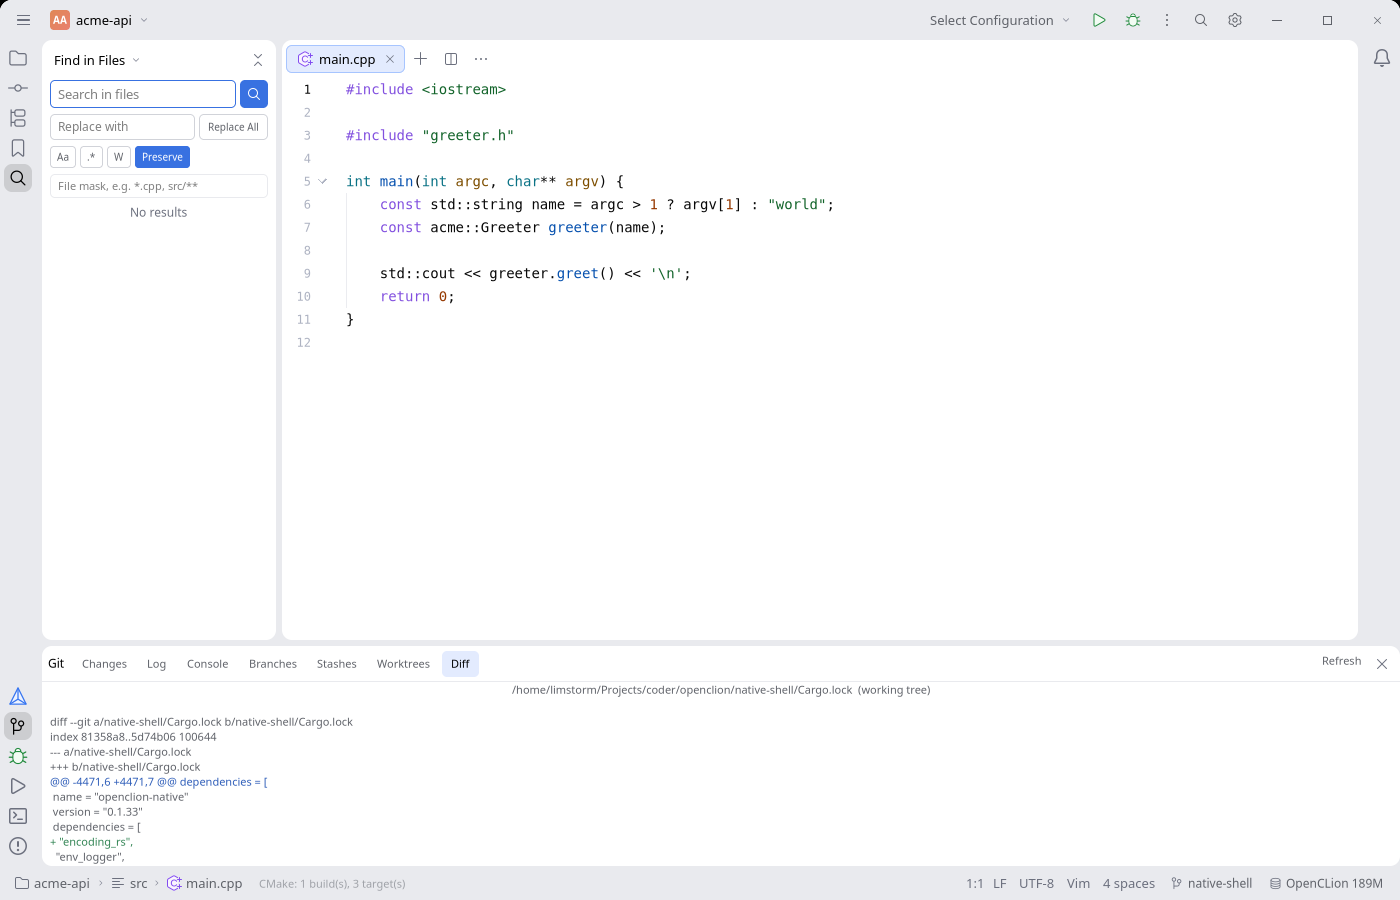 AA acme-api
Select Configuration
Find in Files
Search in files
Replace with
Replace All
Aa
.*
W
Preserve
File mask, e.g. *.cpp, src/**
No results
main.cpp
1 #include <iostream>
2
3 #include "greeter.h"
4
5 int main(int argc, char** argv) {
6 const std::string name = argc > 1 ? argv[1] : "world";
7 const acme::Greeter greeter(name);
8
9 std::cout << greeter.greet() << '\n';
10 return 0;
11 }
12
Git Changes Log Console Branches Stashes Worktrees Diff Refresh
/home/limstorm/Projects/coder/openclion/native-shell/Cargo.lock (working tree)
diff --git a/native-shell/Cargo.lock b/native-shell/Cargo.lock
index 81358a8..5d74b06 100644
--- a/native-shell/Cargo.lock
+++ b/native-shell/Cargo.lock
@@ -4471,6 +4471,7 @@ dependencies = [
name = "openclion-native"
version = "0.1.33"
dependencies = [
+ "encoding_rs",
"env_logger",
acme-api > src > main.cpp CMake: 1 build(s), 3 target(s) 1:1 LF UTF-8 Vim 4 spaces native-shell OpenCLion 189M